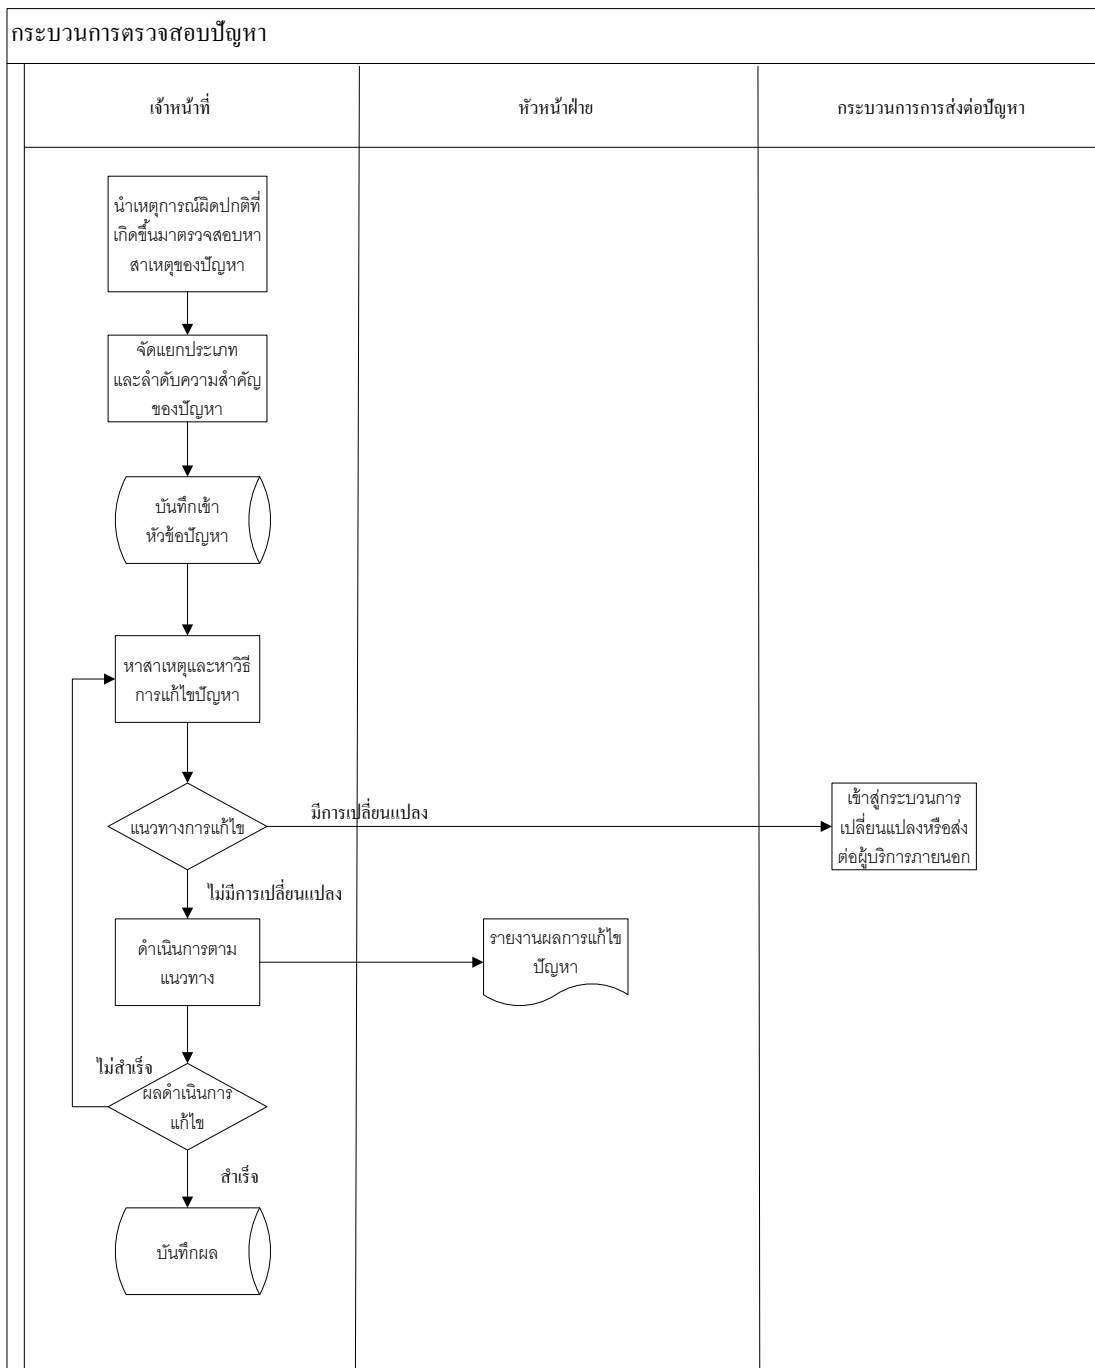 กระบวนการตรวจสอบปัญหา
เจ้าหน้าที่
หัวหน้าฝ่าย
กระบวนการการส่งต่อปัญหา
นำเหตุการณ์ผิดปกติที่
เกิดขึ้นมาตรวจสอบหา
สาเหตุของปัญหา
จัดแยกประเภท
และลำดับความสำคัญ
ของปัญหา
บันทึกเข้า
หัวข้อปัญหา
หาสาเหตุและหาวิธี
การแก้ไขปัญหา
แนวทางการแก้ไข
มีการเปลี่ยนแปลง
เข้าสู่กระบวนการ
เปลี่ยนแปลงหรือส่ง
ต่อผู้บริการภายนอก
ไม่มีการเปลี่ยนแปลง
ดำเนินการตาม
แนวทาง
รายงานผลการแก้ไข
ปัญหา
ไม่สำเร็จ
ผลดำเนินการ
แก้ไข
สำเร็จ
บันทึกผล